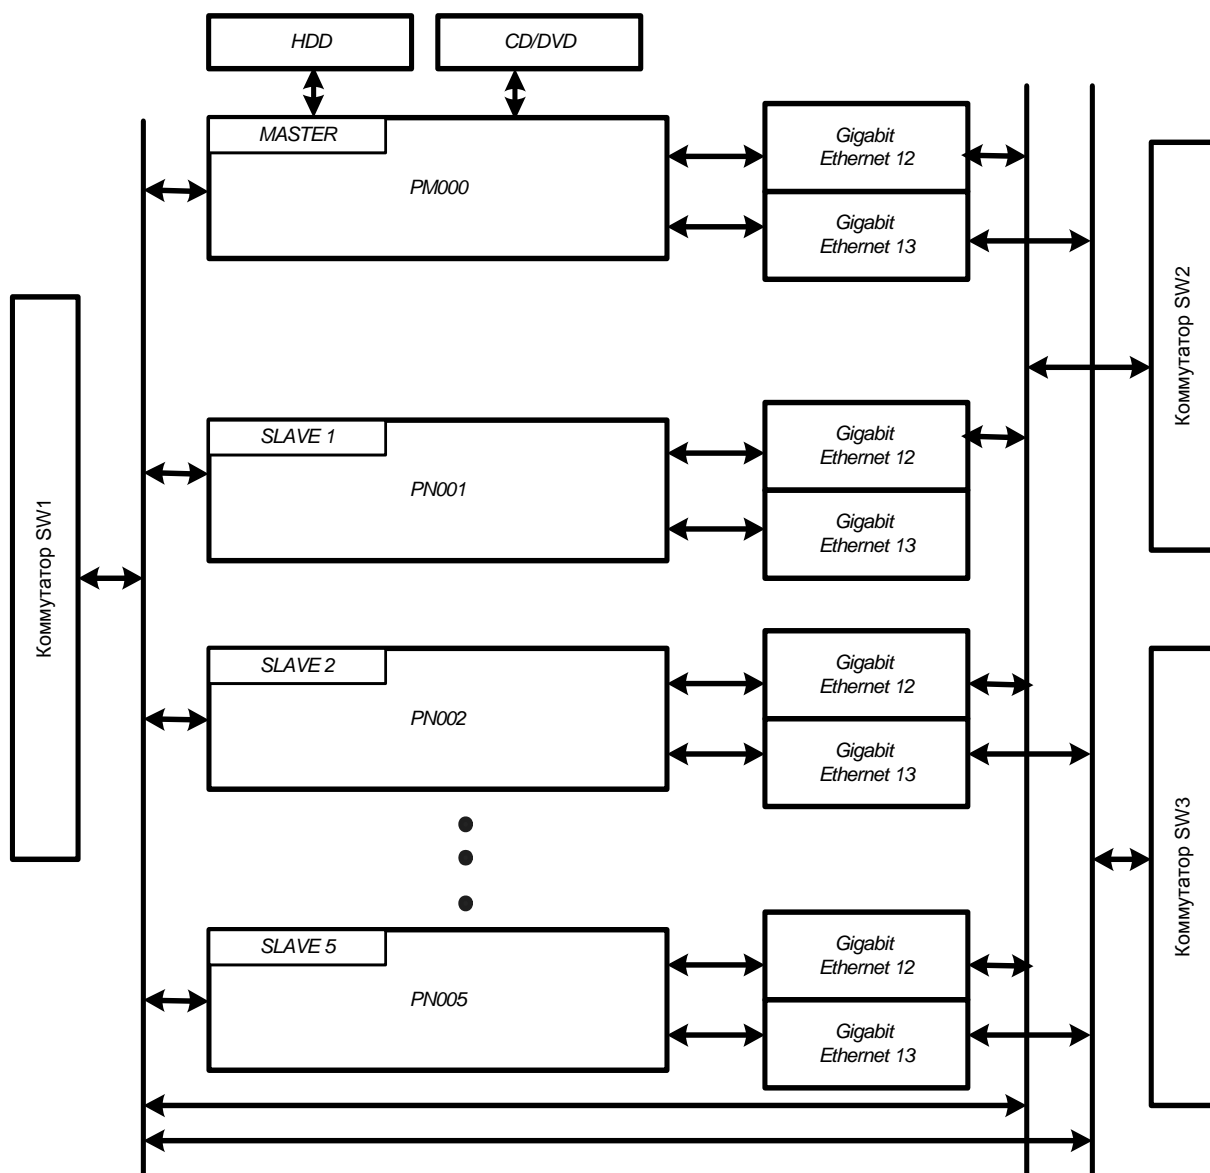 HDD
CD/DVD
MASTER
PM000
Gigabit
Ethernet 12
Gigabit
Ethernet 13
Коммутатор SW2
Коммутатор SW1
SLAVE 1
PN001
Gigabit
Ethernet 12
Gigabit
Ethernet 13
SLAVE 2
PN002
Gigabit
Ethernet 12
Gigabit
Ethernet 13
Коммутатор SW3
SLAVE 5
PN005
Gigabit
Ethernet 12
Gigabit
Ethernet 13